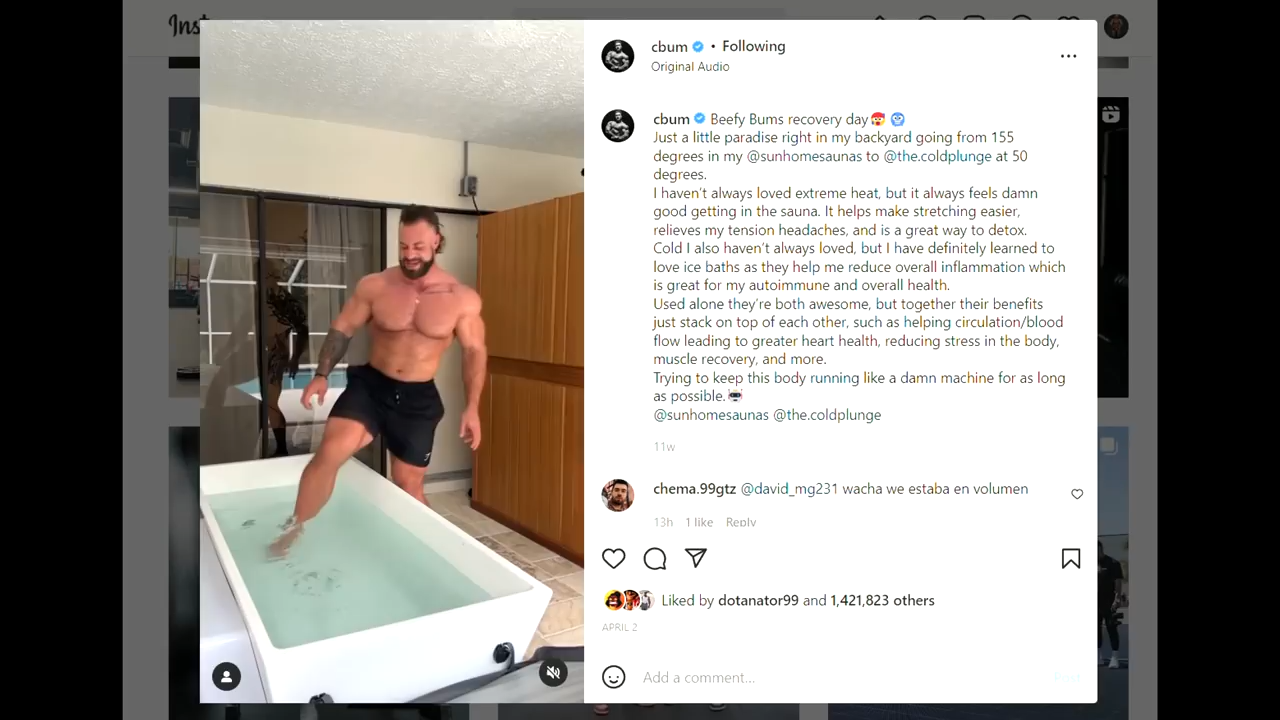 Inst
cbum • Following
Original Audio
cbum Beefy Bums recovery day🥵 🥶
Just a little paradise right in my backyard going from 155
degrees in my @sunhomesaunas to @the.coldplunge at 50
degrees.
I haven't always loved extreme heat, but it always feels damn
good getting in the sauna. It helps make stretching easier,
relieves my tension headaches, and is a great way to detox.
Cold I also haven't always loved, but I have definitely learned to
love ice baths as they help me reduce overall inflammation which
is great for my autoimmune and overall health.
Used alone they're both awesome, but together their benefits
just stack on top of each other, such as helping circulation/blood
flow leading to greater heart health, reducing stress in the body,
muscle recovery, and more.
Trying to keep this body running like a damn machine for as long
as possible.🤖
@sunhomesaunas @the.coldplunge
11w
chema.99gtz @david_mg231 wacha we estaba en volumen
13h 1 like Reply
Liked by dotanator99 and 1,421,823 others
APRIL 2
Add a comment... Post